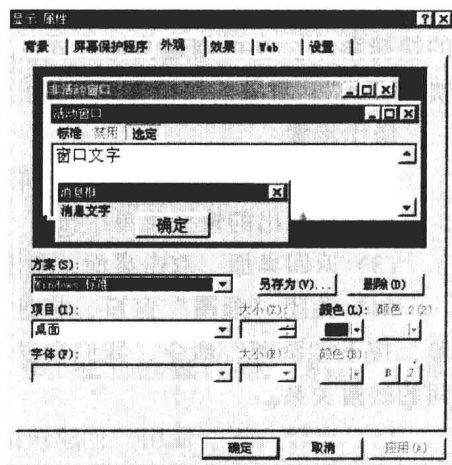 显示 属性
背景 屏幕保护程序 外观 效果 Web 设置
非活动窗口
活动窗口
标准 禁用 选定
窗口文字
消息框
消息文字
确定
方案(S):
Windows 标准
另存为(V)... 删除(D)
项目(I): 大小(Z): 颜色(L): 颜色 2(2):
桌面
字体(F): 大小(E): 颜色(R):
B I
确定 取消 应用(A)